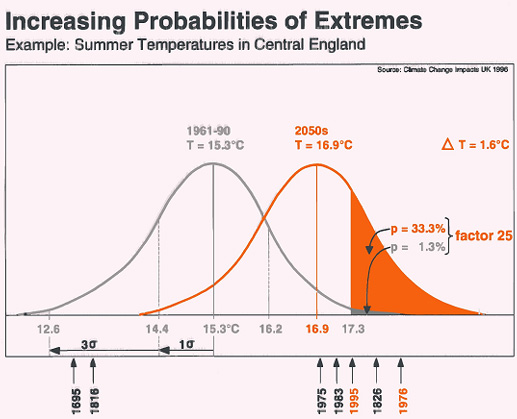 Increasing Probabilities of Extremes
Example: Summer Temperatures in Central England
Source: Climate Change Impacts UK 1996
1961-90
T = 15.3°C
2050s
T = 16.9°C
Δ T = 1.6°C
p = 33.3%
p = 1.3%
factor 25
12.6 14.4 15.3°C 16.2 16.9 17.3
3σ 1σ
1695 1816 1975 1983 1995 1826 1976